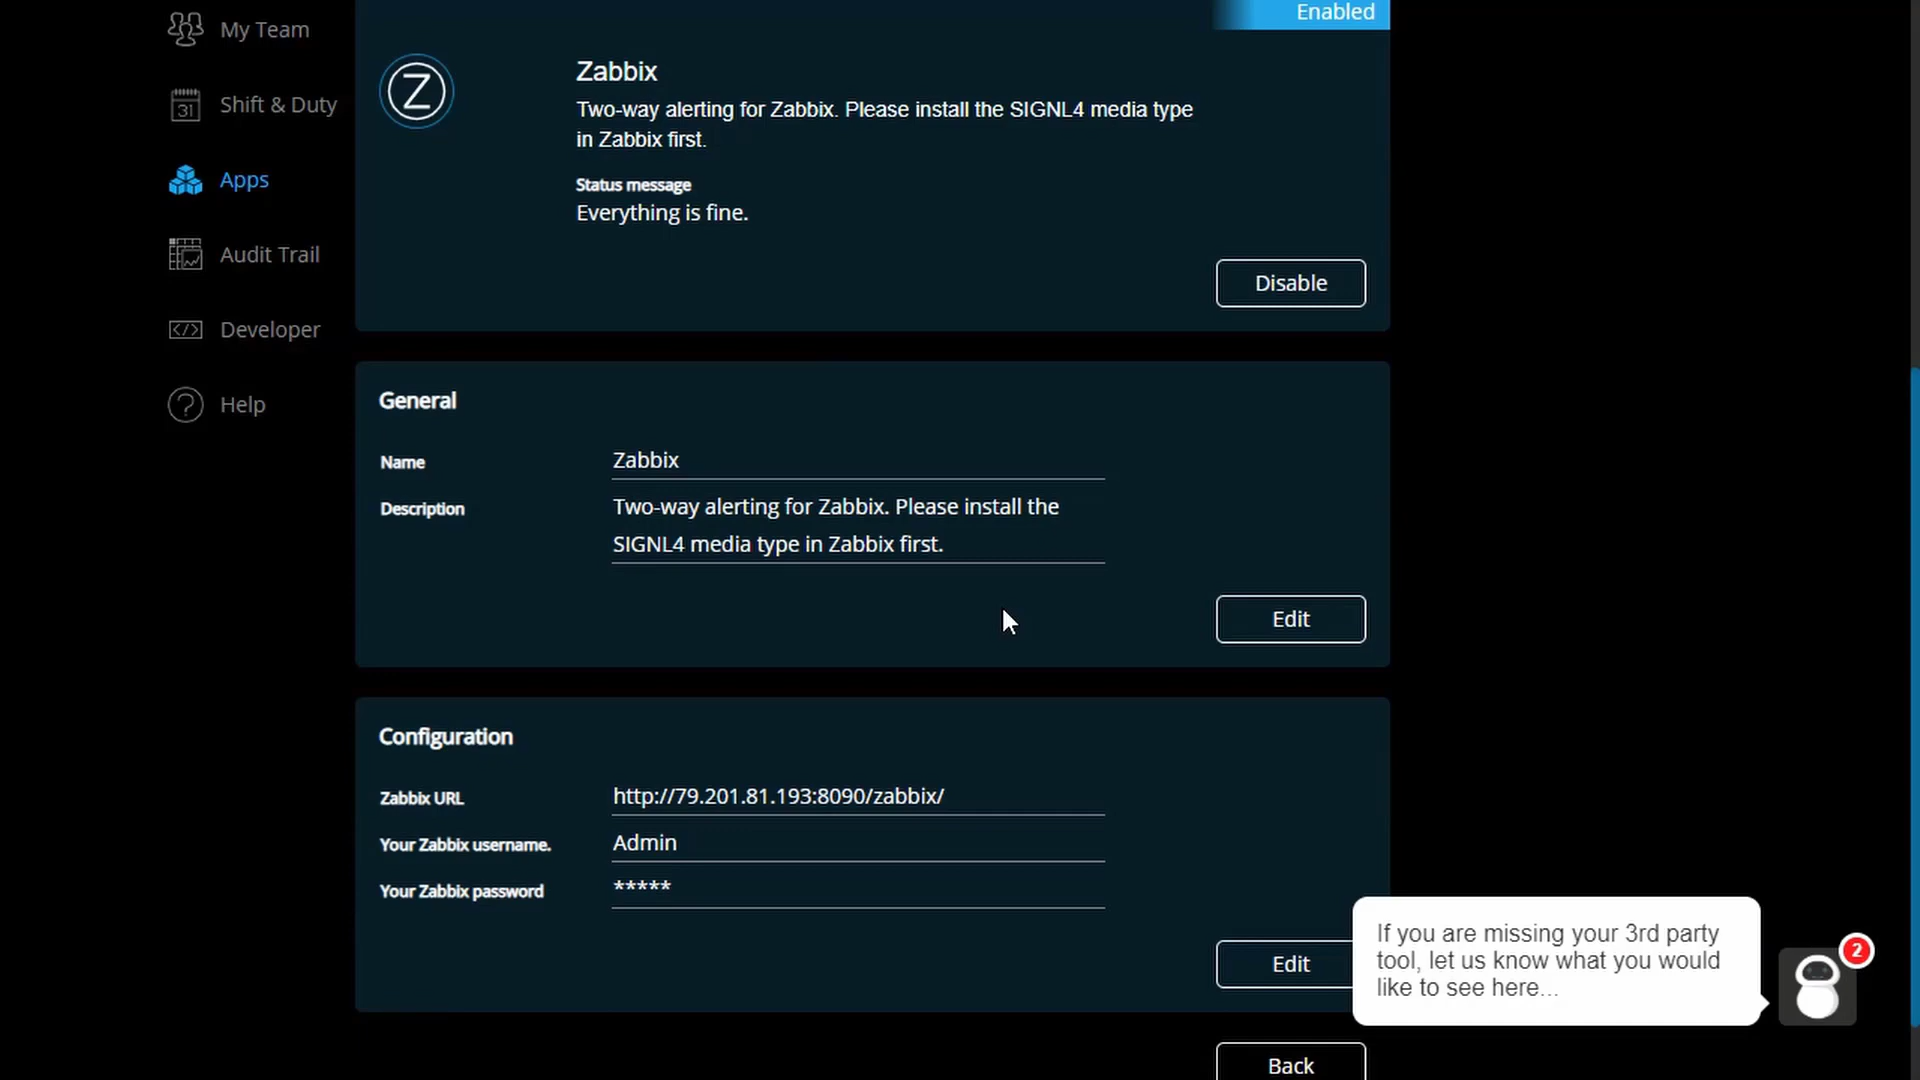 My Team
Shift & Duty
31
Apps
Audit Trail
Developer
Help
Enabled
Z
Zabbix
Two-way alerting for Zabbix. Please install the SIGNL4 media type
in Zabbix first.
Status message
Everything is fine.
Disable
General
Name
Zabbix
Description
Two-way alerting for Zabbix. Please install the
SIGNL4 media type in Zabbix first.
Edit
Configuration
Zabbix URL
http://79.201.81.193:8090/zabbix/
Your Zabbix username.
Admin
Your Zabbix password
*****
Edit
If you are missing your 3rd party
tool, let us know what you would
like to see here...
2
Back